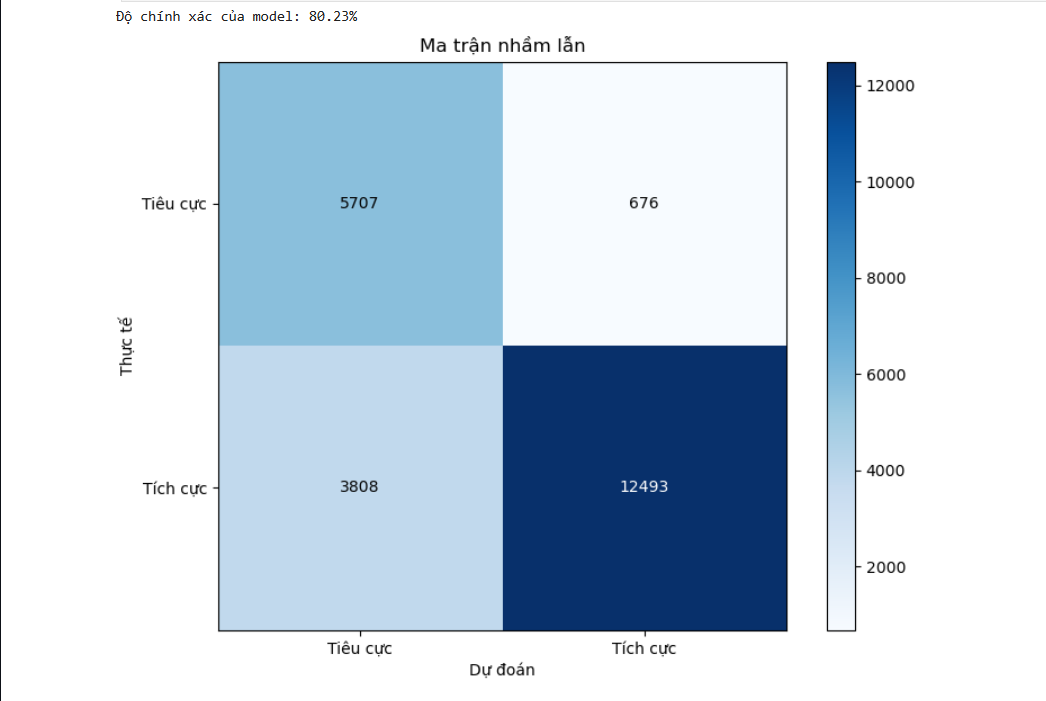 Độ chính xác của model: 80.23%
Ma trận nhầm lẫn
12000
10000
8000
6000
4000
2000
Tiêu cực
5707
676
Thực tế
Tích cực
3808
12493
Tiêu cực
Tích cực
Dự đoán